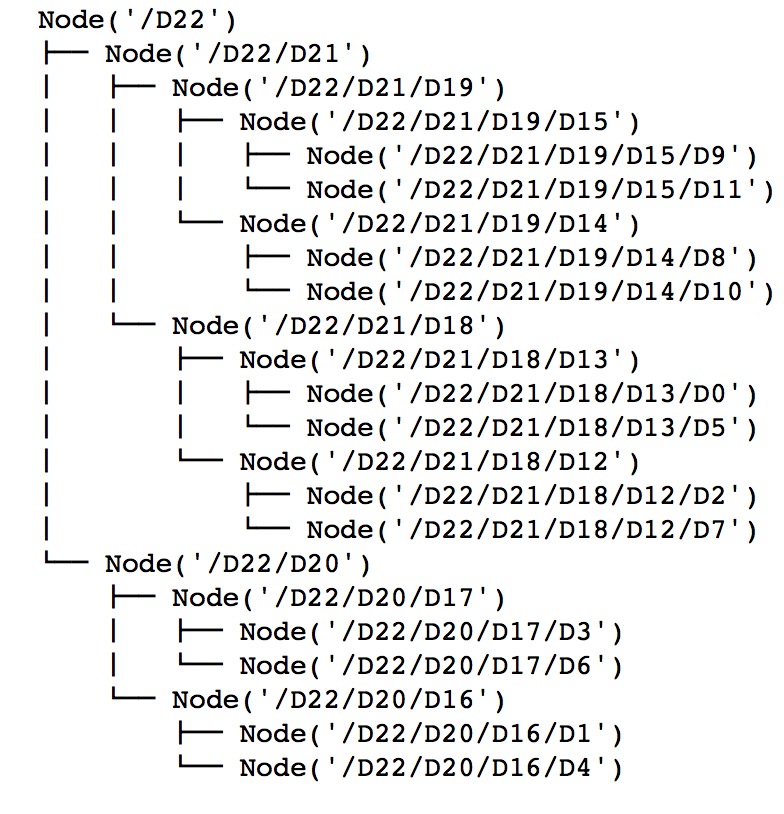 Node('/D22')
├── Node('/D22/D21')
│   ├── Node('/D22/D21/D19')
│   │   ├── Node('/D22/D21/D19/D15')
│   │   │   ├── Node('/D22/D21/D19/D15/D9')
│   │   │   └── Node('/D22/D21/D19/D15/D11')
│   │   └── Node('/D22/D21/D19/D14')
│   │       ├── Node('/D22/D21/D19/D14/D8')
│   │       └── Node('/D22/D21/D19/D14/D10')
│   └── Node('/D22/D21/D18')
│       ├── Node('/D22/D21/D18/D13')
│       │   ├── Node('/D22/D21/D18/D13/D0')
│       │   └── Node('/D22/D21/D18/D13/D5')
│       └── Node('/D22/D21/D18/D12')
│           ├── Node('/D22/D21/D18/D12/D2')
│           └── Node('/D22/D21/D18/D12/D7')
└── Node('/D22/D20')
    ├── Node('/D22/D20/D17')
    │   ├── Node('/D22/D20/D17/D3')
    │   └── Node('/D22/D20/D17/D6')
    └── Node('/D22/D20/D16')
        ├── Node('/D22/D20/D16/D1')
        └── Node('/D22/D20/D16/D4')